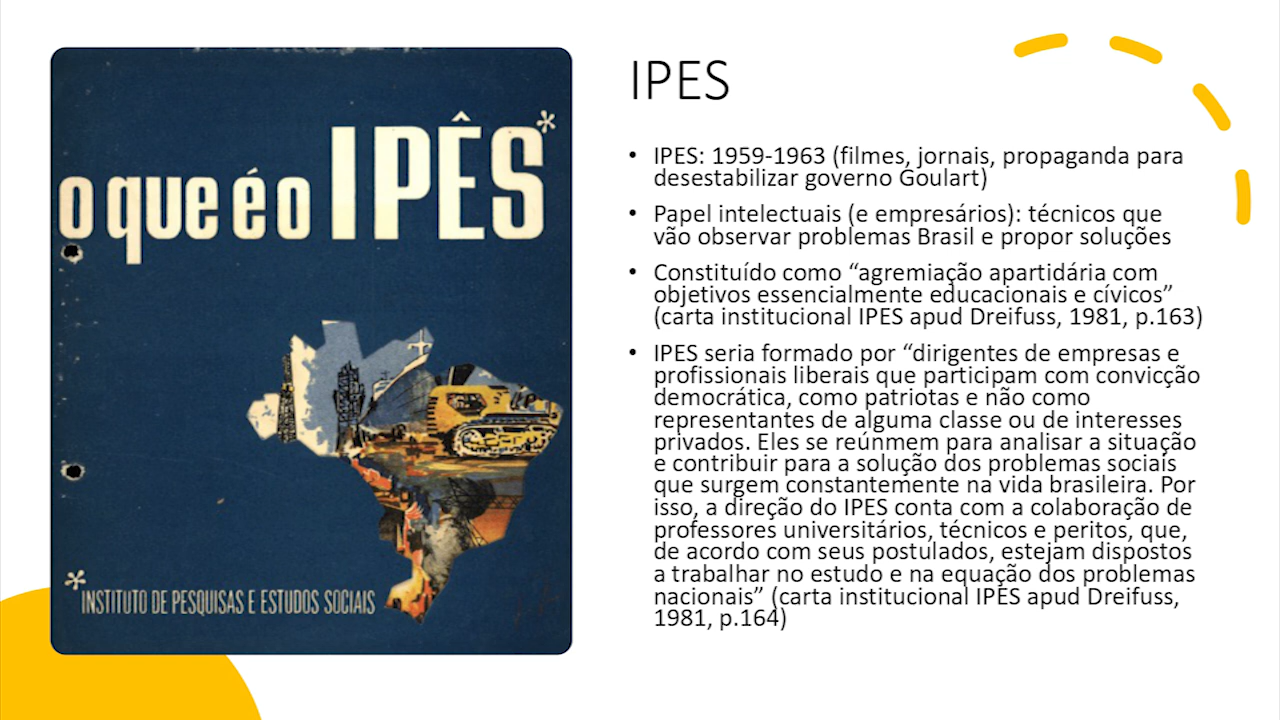 o que é o IPÊS*
* INSTITUTO DE PESQUISAS E ESTUDOS SOCIAIS
IPES
• IPES: 1959-1963 (filmes, jornais, propaganda para
desestabilizar governo Goulart)
• Papel intelectuais (e empresários): técnicos que
vão observar problemas Brasil e propor soluções
• Constituído como “agremiação apartidária com
objetivos essencialmente educacionais e cívicos”
(carta institucional IPES apud Dreifuss, 1981, p.163)
• IPES seria formado por “dirigentes de empresas e
profissionais liberais que participam com convicção
democrática, como patriotas e não como
representantes de alguma classe ou de interesses
privados. Eles se reúnmem para analisar a situação
e contribuir para a solução dos problemas sociais
que surgem constantemente na vida brasileira. Por
isso, a direção do IPES conta com a colaboração de
professores universitários, técnicos e peritos, que,
de acordo com seus postulados, estejam dispostos
a trabalhar no estudo e na equação dos problemas
nacionais” (carta institucional IPES apud Dreifuss,
1981, p.164)